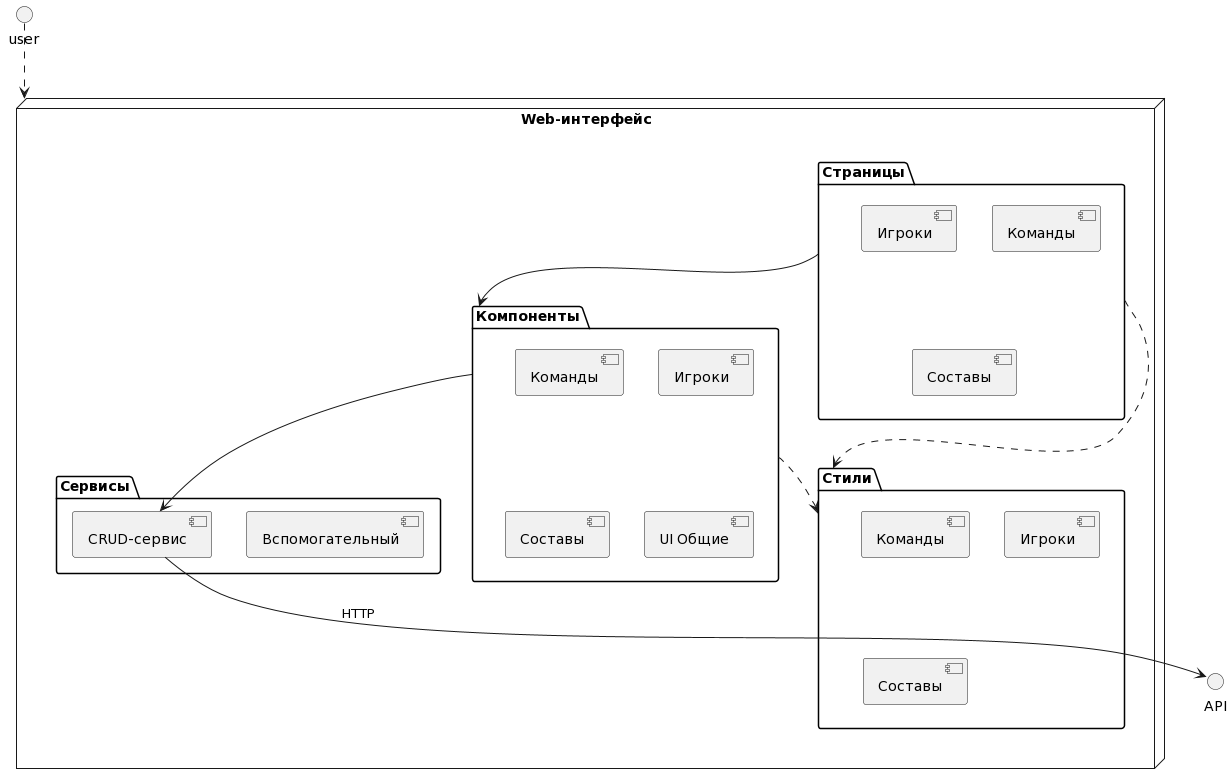 user
Web-интерфейс
Страницы
Игроки
Команды
Составы
Компоненты
Команды
Игроки
Составы
UI Общие
Сервисы
CRUD-сервис
Вспомогательный
Стили
Команды
Игроки
Составы
HTTP
API